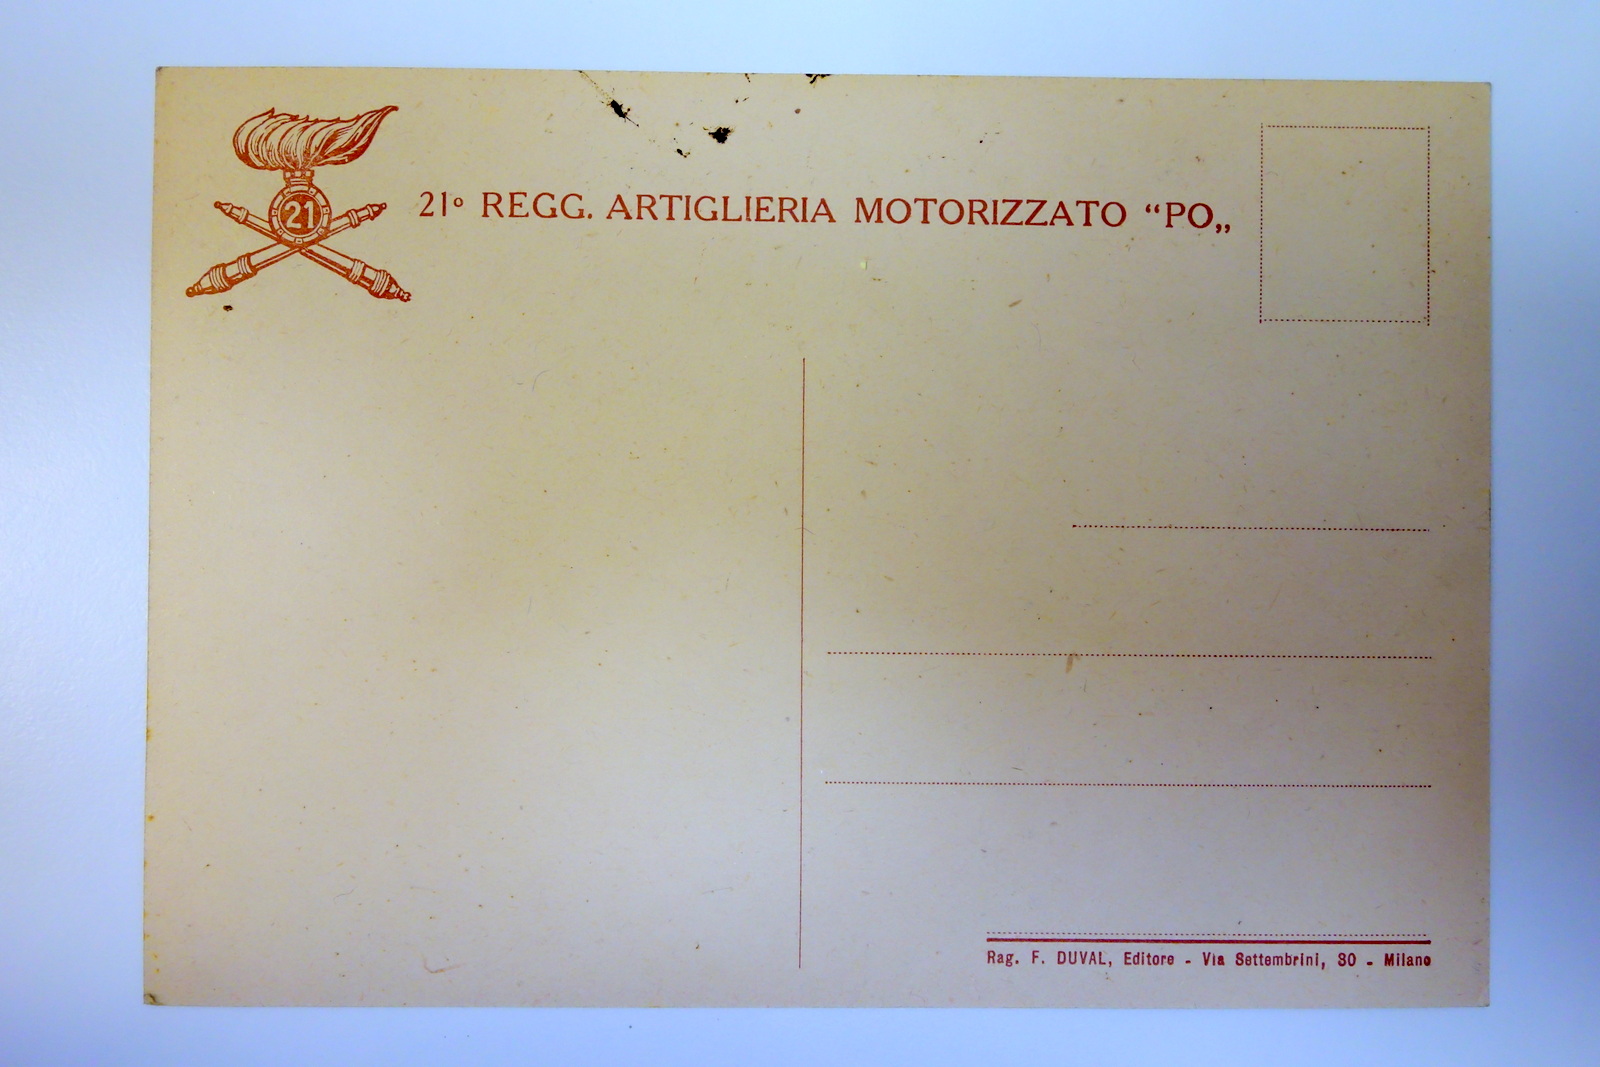 21
21° REGG. ARTIGLIERIA MOTORIZZATO “PO„
Rag. F. DUVAL, Editore - Via Settembrini, 30 - Milano